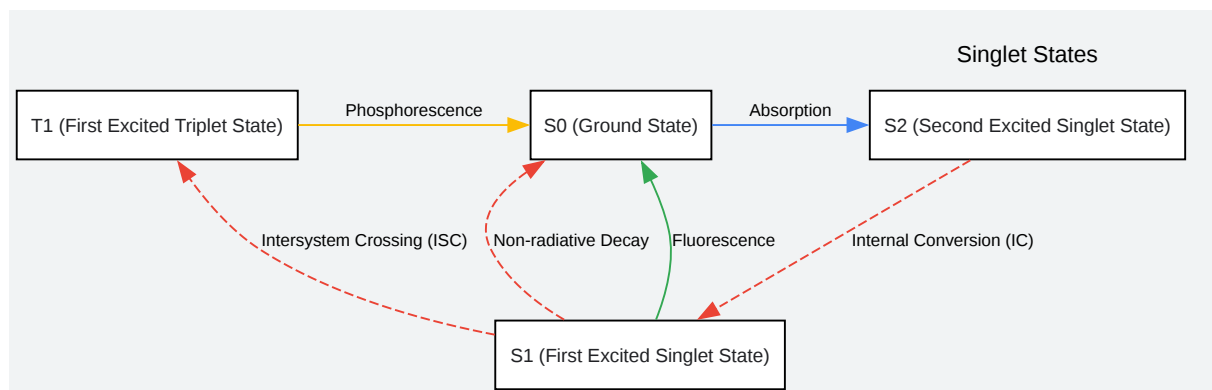 Singlet States
T1 (First Excited Triplet State)
Phosphorescence
S0 (Ground State)
Absorption
S2 (Second Excited Singlet State)
Intersystem Crossing (ISC)
Non-radiative Decay
Fluorescence
Internal Conversion (IC)
S1 (First Excited Singlet State)